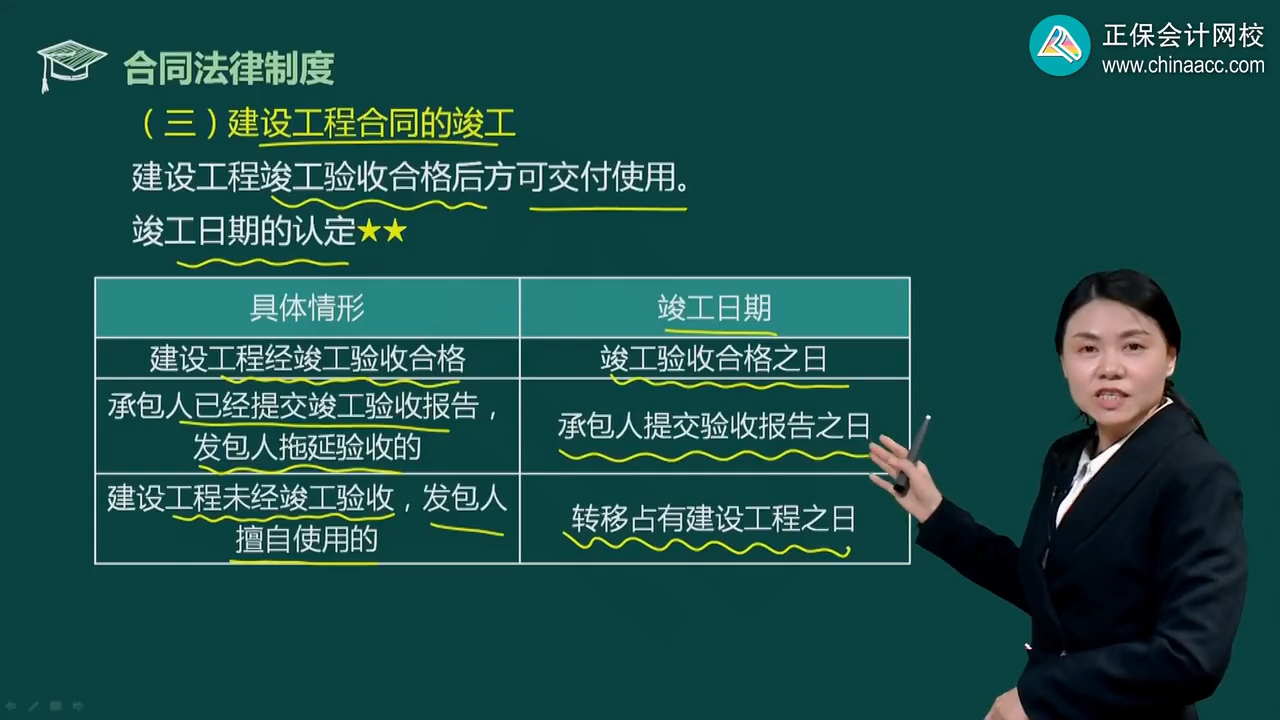 正保会计网校
www.chinaacc.com
合同法律制度
（三）建设工程合同的竣工
建设工程竣工验收合格后方可交付使用。
竣工日期的认定★★
具体情形
竣工日期
建设工程经竣工验收合格
竣工验收合格之日
承包人已经提交竣工验收报告，
发包人拖延验收的
承包人提交验收报告之日
建设工程未经竣工验收，发包人
擅自使用的
转移占有建设工程之日